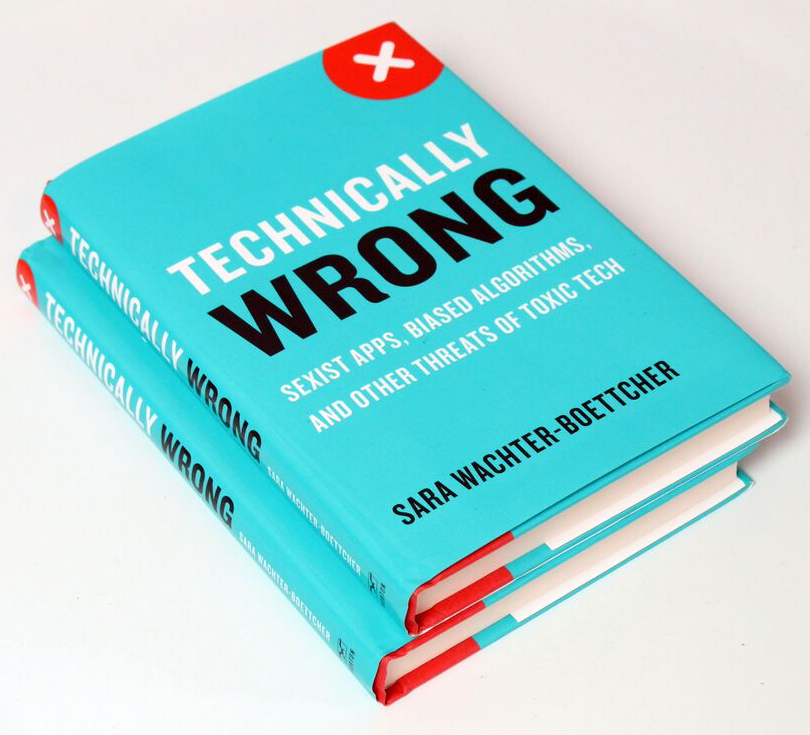 TECHNICALLY
WRONG
SEXIST APPS, BIASED ALGORITHMS,
AND OTHER THREATS OF TOXIC TECH
SARA WACHTER-BOETTCHER
TECHNICALLY WRONG SARA WACHTER-BOETTCHER
TECHNICALLY WRONG SARA WACHTER-BOETTCHER